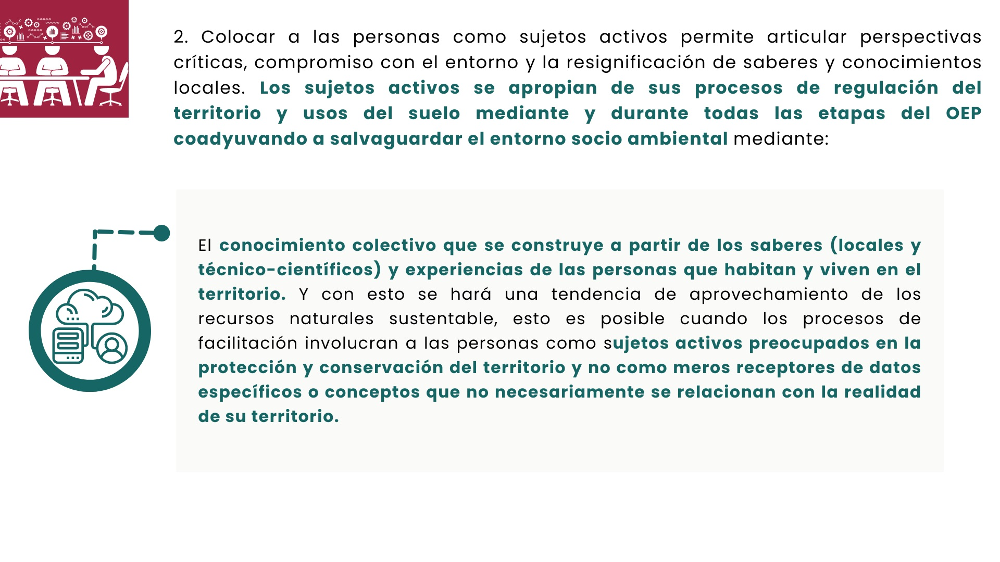 2. Colocar a las personas como sujetos activos permite articular perspectivas
críticas, compromiso con el entorno y la resignificación de saberes y conocimientos
locales. Los sujetos activos se apropian de sus procesos de regulación del
territorio y usos del suelo mediante y durante todas las etapas del OEP
coadyuvando a salvaguardar el entorno socio ambiental mediante:
El conocimiento colectivo que se construye a partir de los saberes (locales y
técnico-científicos) y experiencias de las personas que habitan y viven en el
territorio. Y con esto se hará una tendencia de aprovechamiento de los
recursos naturales sustentable, esto es posible cuando los procesos de
facilitación involucran a las personas como sujetos activos preocupados en la
protección y conservación del territorio y no como meros receptores de datos
específicos o conceptos que no necesariamente se relacionan con la realidad
de su territorio.